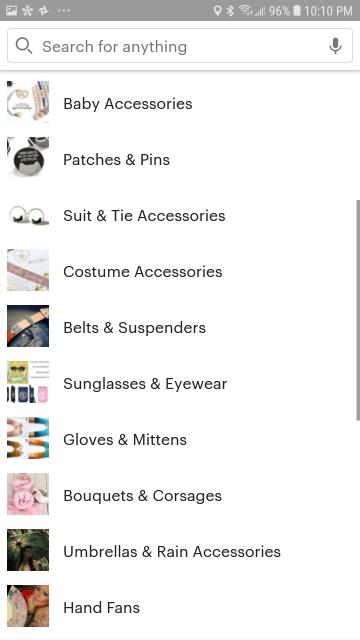 96% 10:10 PM
Search for anything
Baby Accessories
Patches & Pins
Suit & Tie Accessories
Costume Accessories
Belts & Suspenders
Sunglasses & Eyewear
Gloves & Mittens
Bouquets & Corsages
Umbrellas & Rain Accessories
Hand Fans